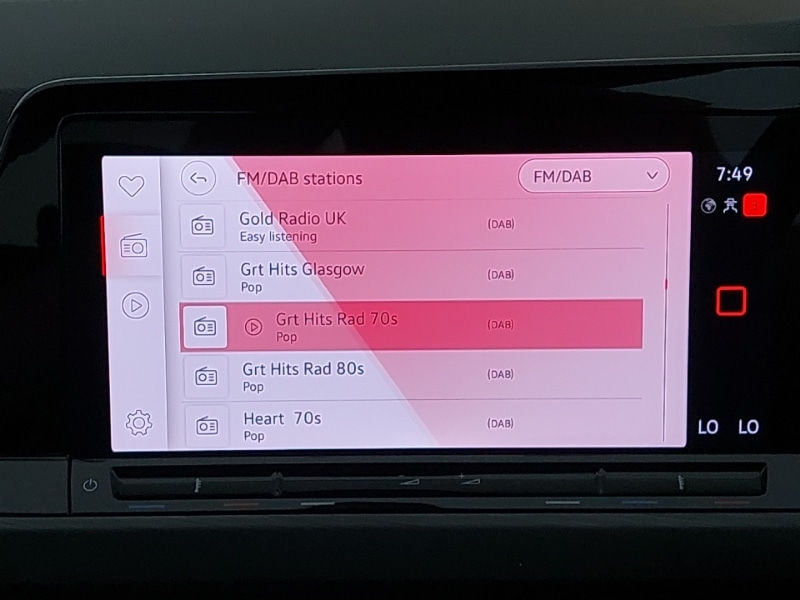 FM/DAB stations
FM/DAB
7:49
Gold Radio UK
(DAB)
Easy listening
Grt Hits Glasgow
(DAB)
Pop
Grt Hits Rad 70s
(DAB)
Pop
Grt Hits Rad 80s
(DAB)
Pop
Heart 70s
(DAB)
Pop
LO LO